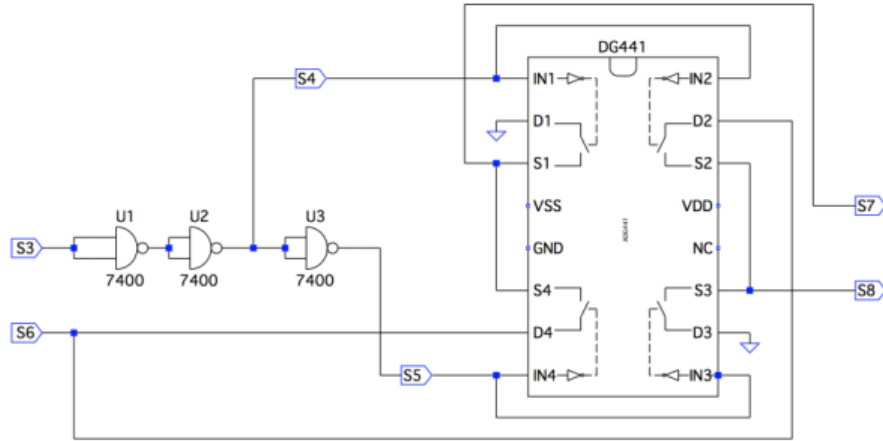 DG441
S4
IN1
IN2
D1
D2
S1
S2
U1
U2
U3
VSS
VDD
S7
S3
GND
NC
ADG441
7400
7400
7400
S4
S3
S8
S6
D4
D3
S5
IN4
IN3